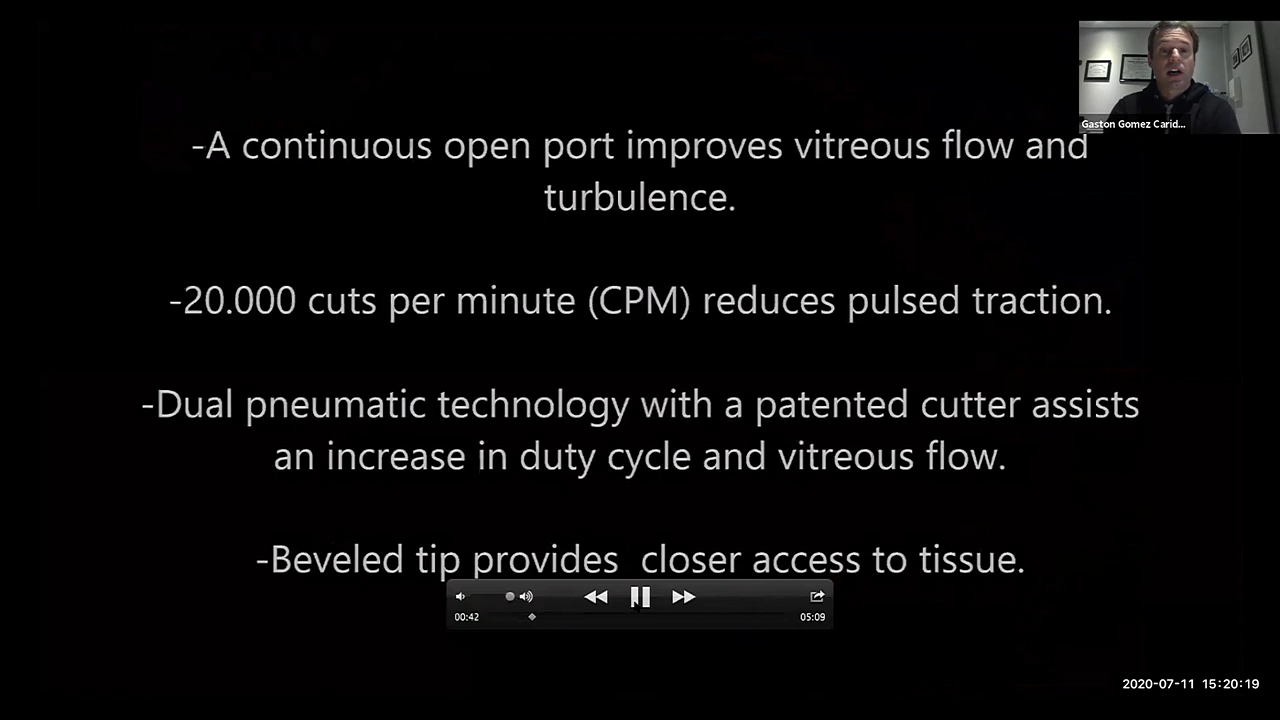 Gaston Gomez Carid...
-A continuous open port improves vitreous flow and
turbulence.
-20.000 cuts per minute (CPM) reduces pulsed traction.
-Dual pneumatic technology with a patented cutter assists
an increase in duty cycle and vitreous flow.
-Beveled tip provides  closer access to tissue.
00:42
05:09
2020-07-11 15:20:19